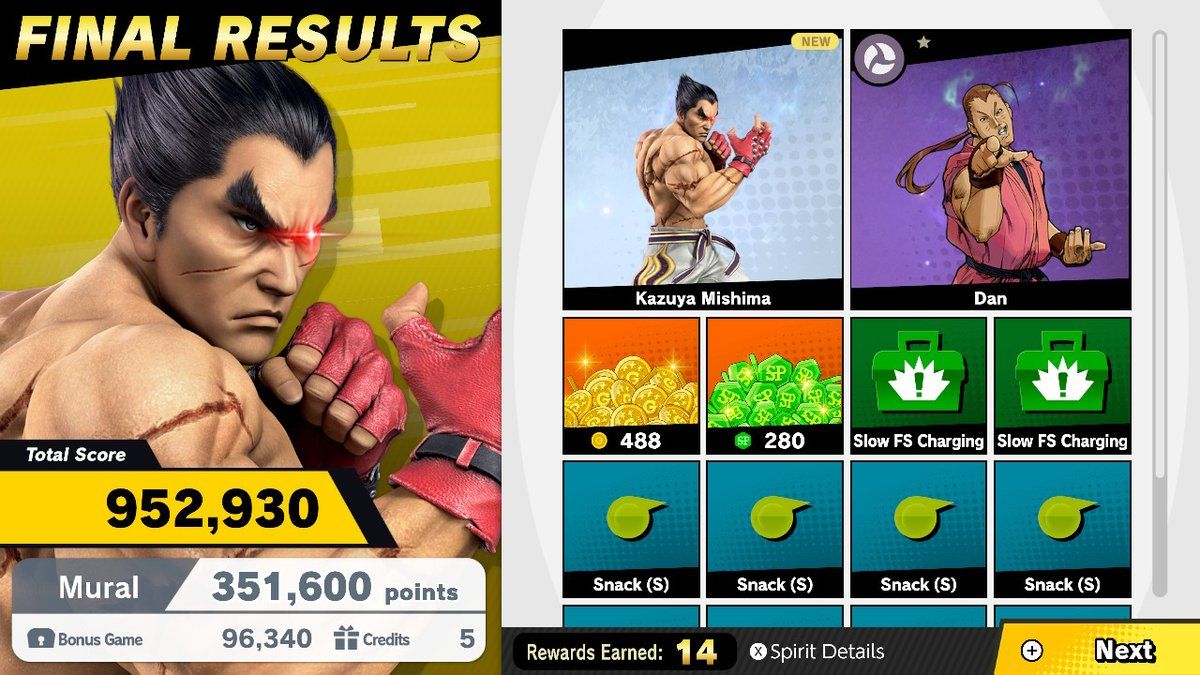 FINAL RESULTS
Total Score
952,930
Mural 351,600 points
Bonus Game 96,340 Credits 5
NEW
Kazuya Mishima
Dan
G 488
SP 280
Slow FS Charging
Slow FS Charging
Snack (S)
Snack (S)
Snack (S)
Snack (S)
Rewards Earned: 14
X Spirit Details
+ Next